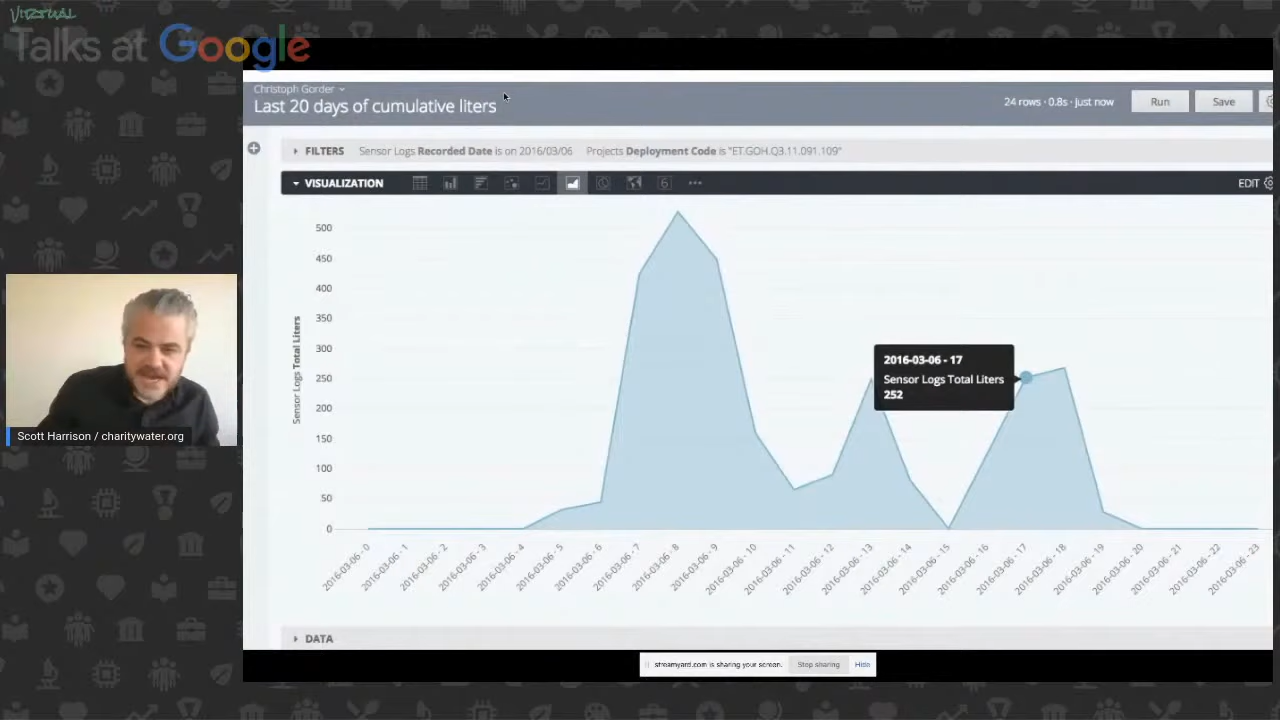 VIRTUAL
Talks at Google
Christoph Gorder
Last 20 days of cumulative liters
24 rows · 0.8s · just now
Run
Save
FILTERS
Sensor Logs Recorded Date is on 2016/03/06 Projects Deployment Code is "ET.GOH.Q3.11.091.109"
VISUALIZATION
6
EDIT
Sensor Logs Total Liters
500
450
400
350
300
250
200
150
100
50
0
2016-03-06 - 17
Sensor Logs Total Liters
252
2016-03-06 - 0
2016-03-06 - 1
2016-03-06 - 2
2016-03-06 - 3
2016-03-06 - 4
2016-03-06 - 5
2016-03-06 - 6
2016-03-06 - 7
2016-03-06 - 8
2016-03-06 - 9
2016-03-06 - 10
2016-03-06 - 11
2016-03-06 - 12
2016-03-06 - 13
2016-03-06 - 14
2016-03-06 - 15
2016-03-06 - 16
2016-03-06 - 17
2016-03-06 - 18
2016-03-06 - 19
2016-03-06 - 20
2016-03-06 - 21
2016-03-06 - 22
2016-03-06 - 23
Scott Harrison / charitywater.org
DATA
streamyard.com is sharing your screen.
Stop sharing
Hide